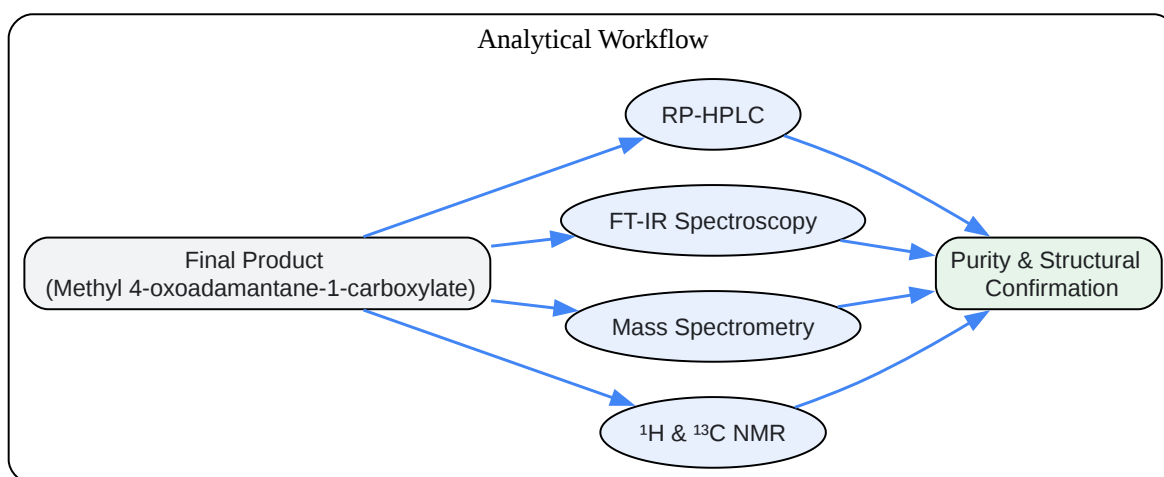 Analytical Workflow
RP-HPLC
FT-IR Spectroscopy
Final Product
(Methyl 4-oxoadamantane-1-carboxylate)
Purity & Structural
Confirmation
Mass Spectrometry
¹H & ¹³C NMR